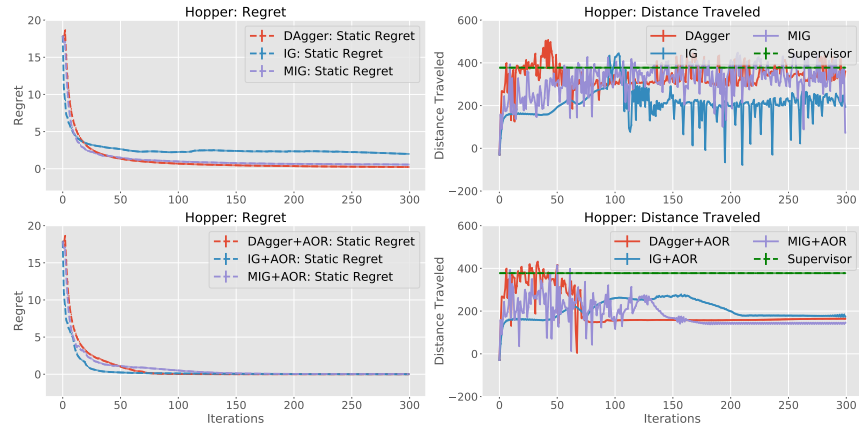 Hopper: Regret
20
15
10
5
0
Regret
DAgger: Static Regret
IG: Static Regret
MIG: Static Regret
0 50 100 150 200 250 300
Hopper: Distance Traveled
600
400
200
0
−200
Distance Traveled
DAgger MIG
IG Supervisor
0 50 100 150 200 250 300
Hopper: Regret
20
15
10
5
0
Regret
DAgger+AOR: Static Regret
IG+AOR: Static Regret
MIG+AOR: Static Regret
0 50 100 150 200 250 300
Iterations
Hopper: Distance Traveled
600
400
200
0
−200
Distance Traveled
DAgger+AOR MIG+AOR
IG+AOR Supervisor
0 50 100 150 200 250 300
Iterations